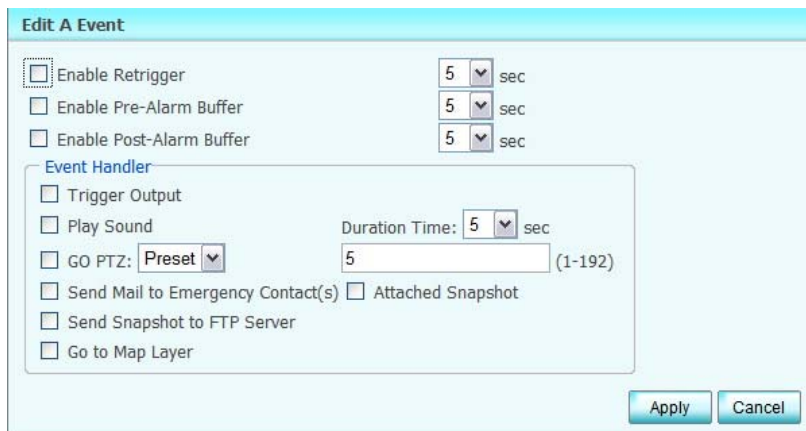 Edit A Event
Enable Retrigger 5 sec
Enable Pre-Alarm Buffer 5 sec
Enable Post-Alarm Buffer 5 sec
Event Handler
Trigger Output
Play Sound Duration Time: 5 sec
GO PTZ: Preset 5 (1-192)
Send Mail to Emergency Contact(s) Attached Snapshot
Send Snapshot to FTP Server
Go to Map Layer
Apply Cancel